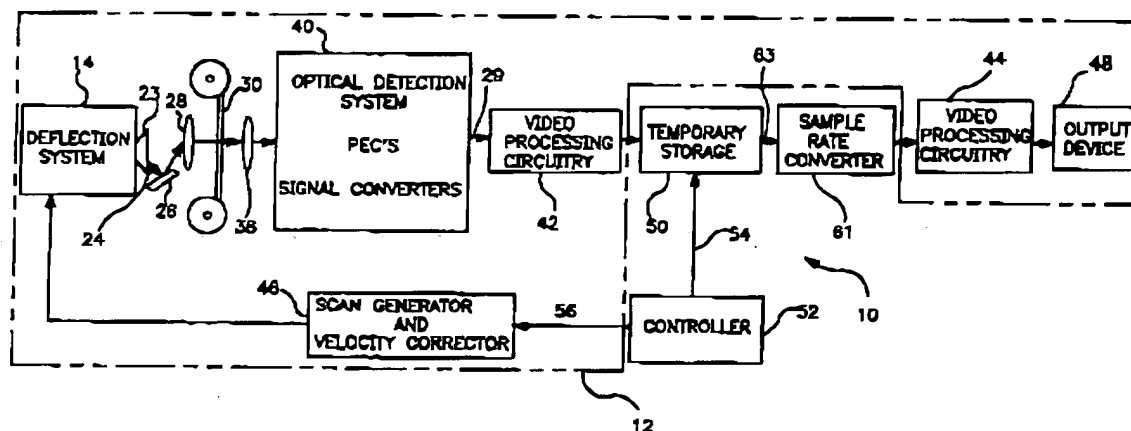 40
14
23
28
30
OPTICAL DETECTION
SYSTEM
PEC'S
SIGNAL CONVERTERS
29
DEFLECTION
SYSTEM
24
26
38
VIDEO
PROCESSING
CIRCUITRY
42
TEMPORARY
STORAGE
50
63
SAMPLE
RATE
CONVERTER
61
44
VIDEO
PROCESSING
CIRCUITRY
48
OUTPUT
DEVICE
54
10
46
SCAN GENERATOR
AND
VELOCITY CORRECTOR
56
CONTROLLER
52
12